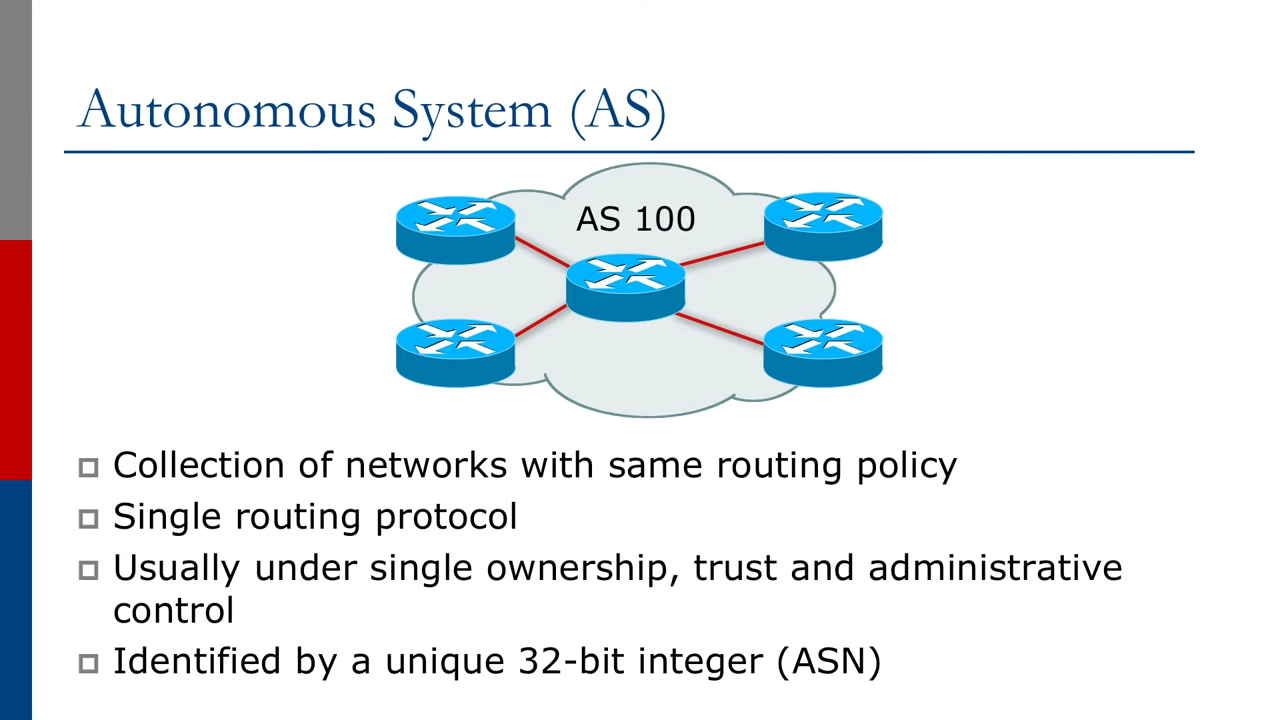 Autonomous System (AS)
AS 100
Collection of networks with same routing policy
Single routing protocol
Usually under single ownership, trust and administrative
control
Identified by a unique 32-bit integer (ASN)